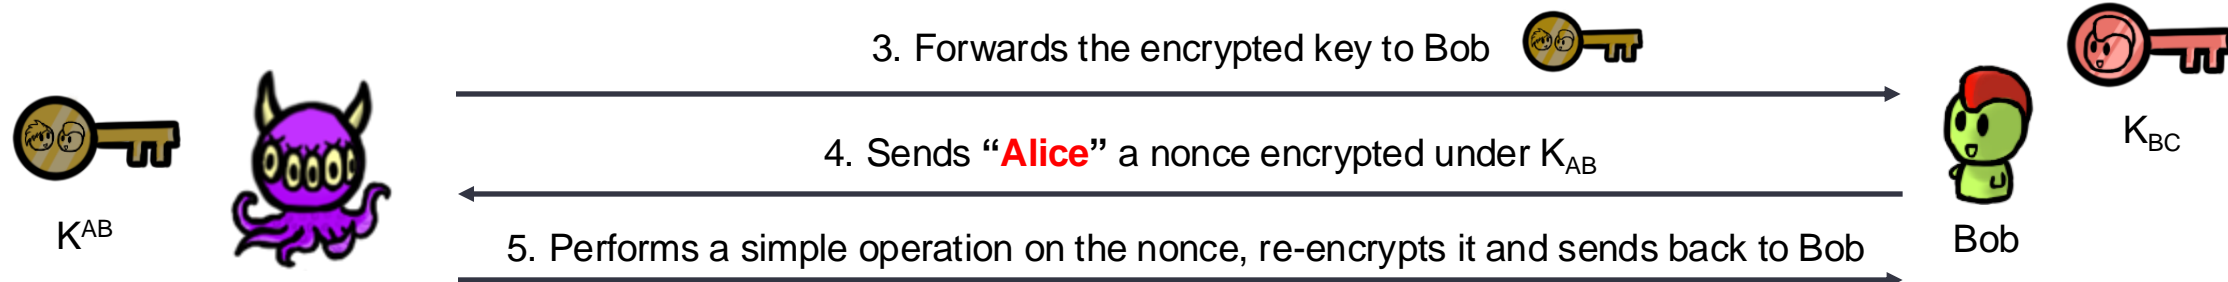 3. Forwards the encrypted key to Bob
4. Sends “Alice” a nonce encrypted under K_AB
K_BC
K^AB
5. Performs a simple operation on the nonce, re-encrypts it and sends back to Bob
Bob